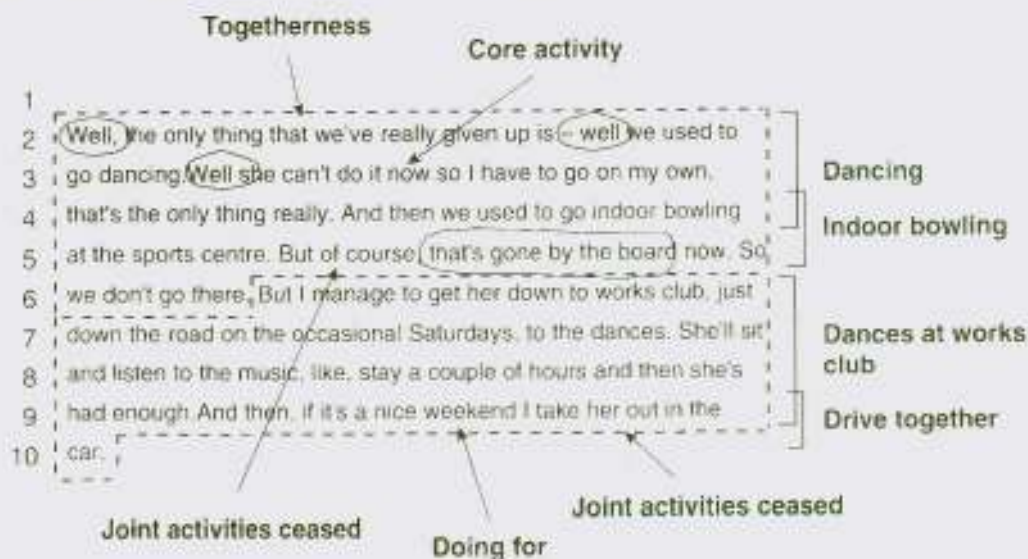 Togetherness
Core activity
1
2 Well, the only thing that we've really given up is – well we used to
3 go dancing. Well she can't do it now so I have to go on my own,
4 that's the only thing really. And then we used to go indoor bowling
5 at the sports centre. But of course, that's gone by the board now. So
6 we don't go there. But I manage to get her down to works club, just
7 down the road on the occasional Saturdays, to the dances. She'll sit
8 and listen to the music, like, stay a couple of hours and then she's
9 had enough. And then, if it's a nice weekend I take her out in the
10 car.
Dancing
Indoor bowling
Dances at works
club
Drive together
Joint activities ceased
Doing for
Joint activities ceased